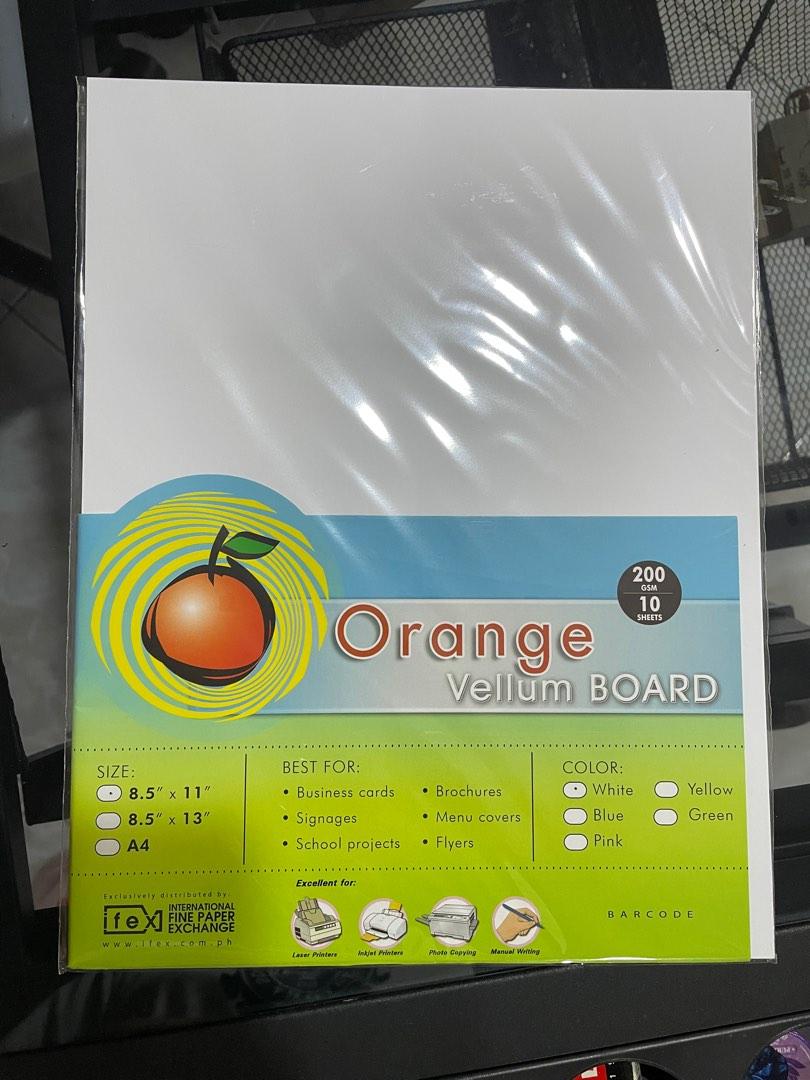 200
GSM
10
SHEETS
Orange
Vellum BOARD
SIZE:
8.5" x 11"
8.5" x 13"
A4
BEST FOR:
• Business cards
• Signages
• School projects
• Brochures
• Menu covers
• Flyers
COLOR:
White
Blue
Pink
Yellow
Green
Exclusively distributed by:
ifex
INTERNATIONAL
FINE PAPER
EXCHANGE
www.ifex.com.ph
Excellent for:
Laser Printers
Inkjet Printers
Photo Copying
Manual Writing
BARCODE